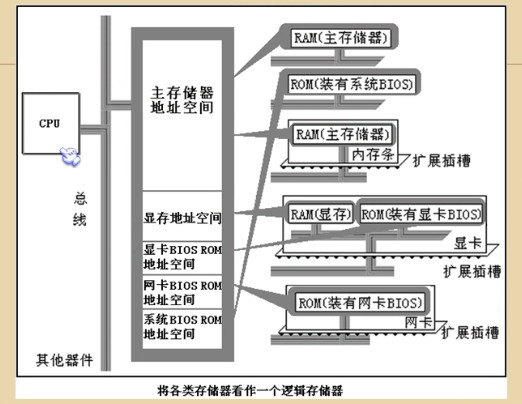 CPU
总
线
其他器件
主存储器
地址空间
显存地址空间
显卡BIOS ROM
地址空间
网卡BIOS ROM
地址空间
系统BIOS ROM
地址空间
RAM(主存储器)
ROM(装有系统BIOS)
RAM(主存储器)
内存条
扩展插槽
RAM(显存)
ROM(装有显卡BIOS)
显卡
扩展插槽
ROM(装有网卡BIOS)
网卡
扩展插槽
将各类存储器看作一个逻辑存储器